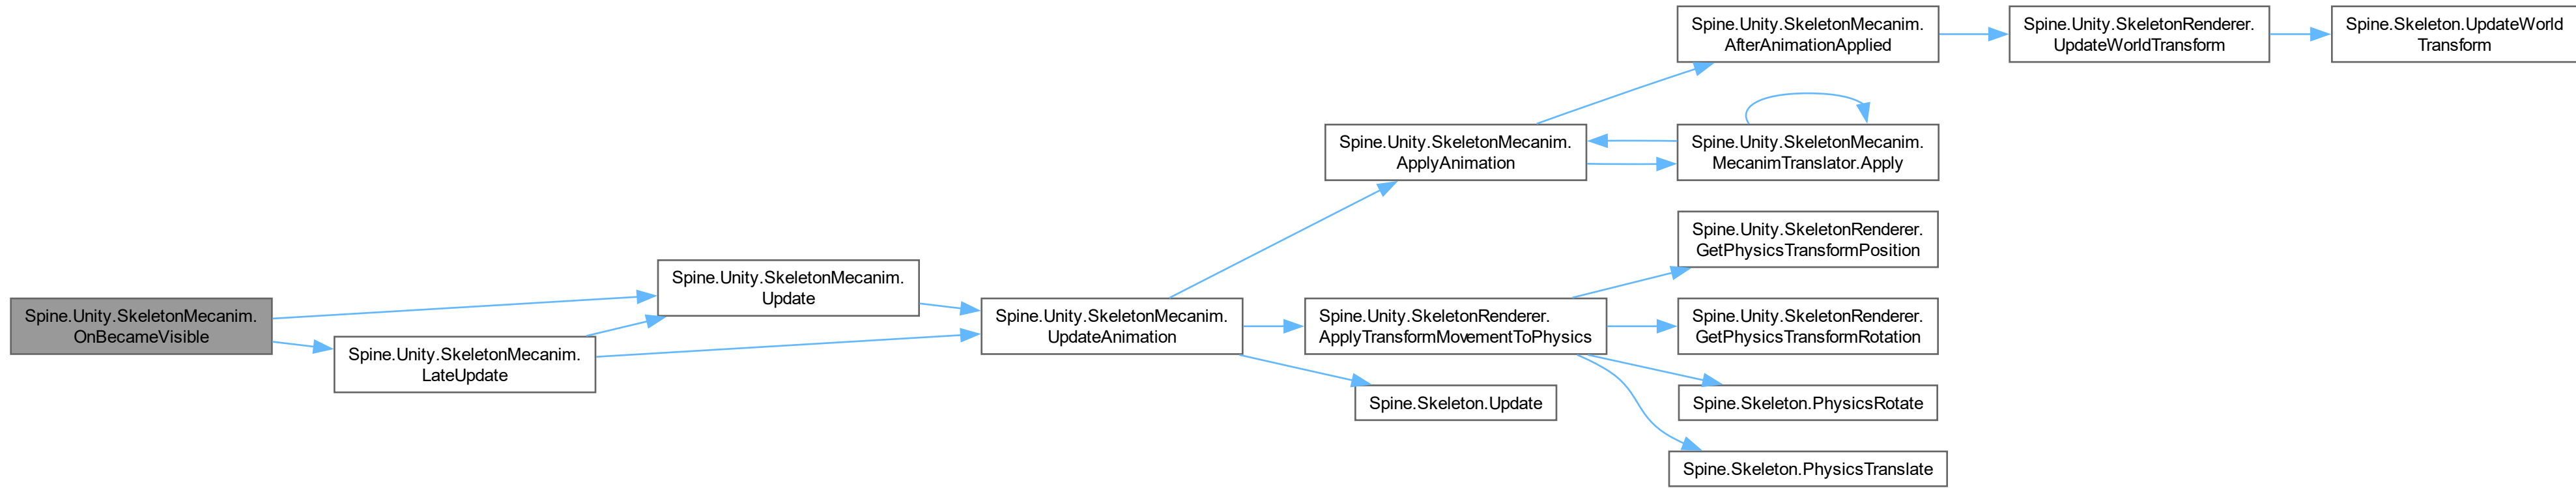 Spine.Unity.SkeletonMecanim.
OnBecameVisible
Spine.Unity.SkeletonMecanim.
LateUpdate
Spine.Unity.SkeletonMecanim.
Update
Spine.Unity.SkeletonMecanim.
UpdateAnimation
Spine.Unity.SkeletonMecanim.
ApplyAnimation
Spine.Unity.SkeletonRenderer.
ApplyTransformMovementToPhysics
Spine.Skeleton.Update
Spine.Unity.SkeletonMecanim.
AfterAnimationApplied
Spine.Unity.SkeletonMecanim.
MecanimTranslator.Apply
Spine.Unity.SkeletonRenderer.
GetPhysicsTransformPosition
Spine.Unity.SkeletonRenderer.
GetPhysicsTransformRotation
Spine.Skeleton.PhysicsRotate
Spine.Skeleton.PhysicsTranslate
Spine.Unity.SkeletonRenderer.
UpdateWorldTransform
Spine.Skeleton.UpdateWorld
Transform